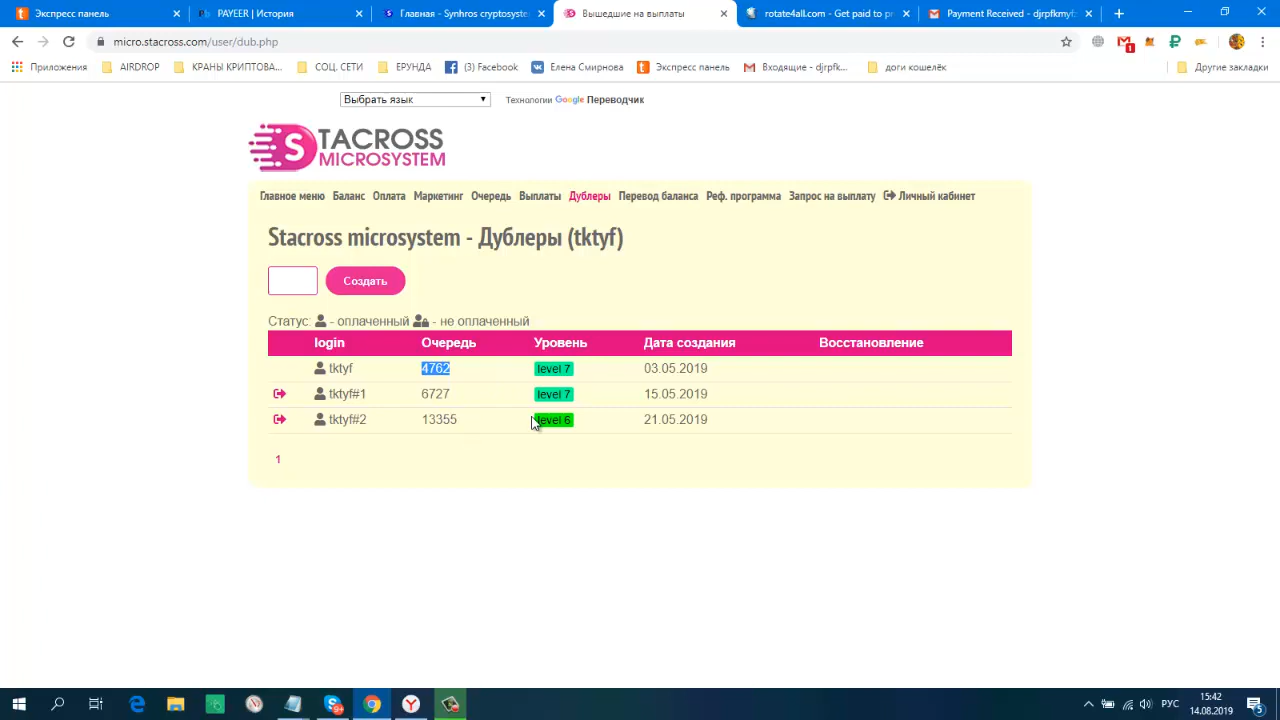 Экспресс панель
PAYEER | История
Главная - Synhros cryptosystem
Вышедшие на выплаты
rotate4all.com - Get paid to pr
Payment Received - djrpfkmyf
micro.stacross.com/user/dub.php
Приложения
AIRDROP
КРАНЫ КРИПТОВА...
СОЦ. СЕТИ
ЕРУНДА
(3) Facebook
Елена Смирнова
Экспресс панель
Входящие - djrpfk...
доги кошелёк
Другие закладки
Выбрать язык
Технологии Google Переводчик
STACROSS
MICROSYSTEM
Главное меню Баланс Оплата Маркетинг Очередь Выплаты Дублеры Перевод баланса Реф. программа Запрос на выплату Личный кабинет
Stacross microsystem - Дублеры (tktyf)
Создать
Статус: - оплаченный - не оплаченный
login Очередь Уровень Дата создания Восстановление
tktyf 4762 level 7 03.05.2019
tktyf#1 6727 level 7 15.05.2019
tktyf#2 13355 level 6 21.05.2019
1
РУС
15:42
14.08.2019